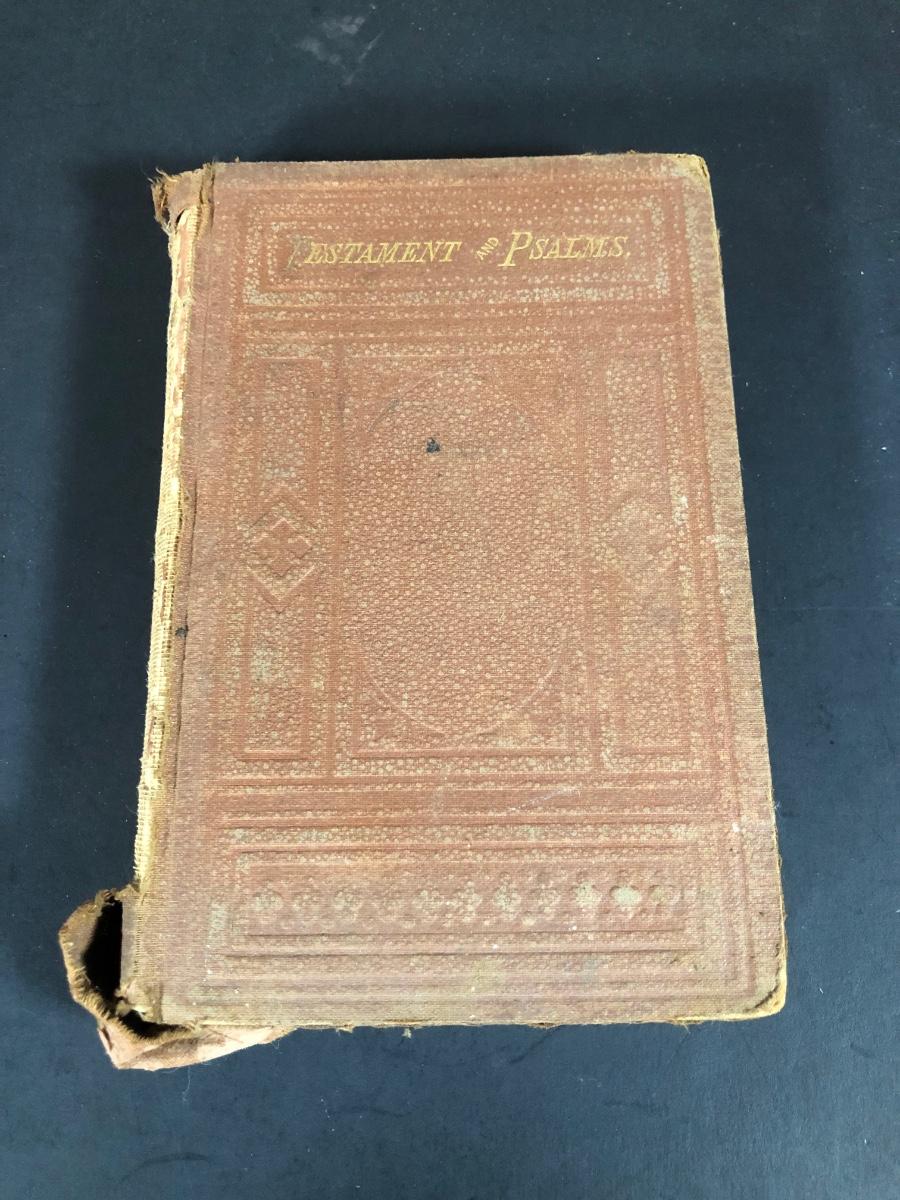 TESTAMENT AND PSALMS.